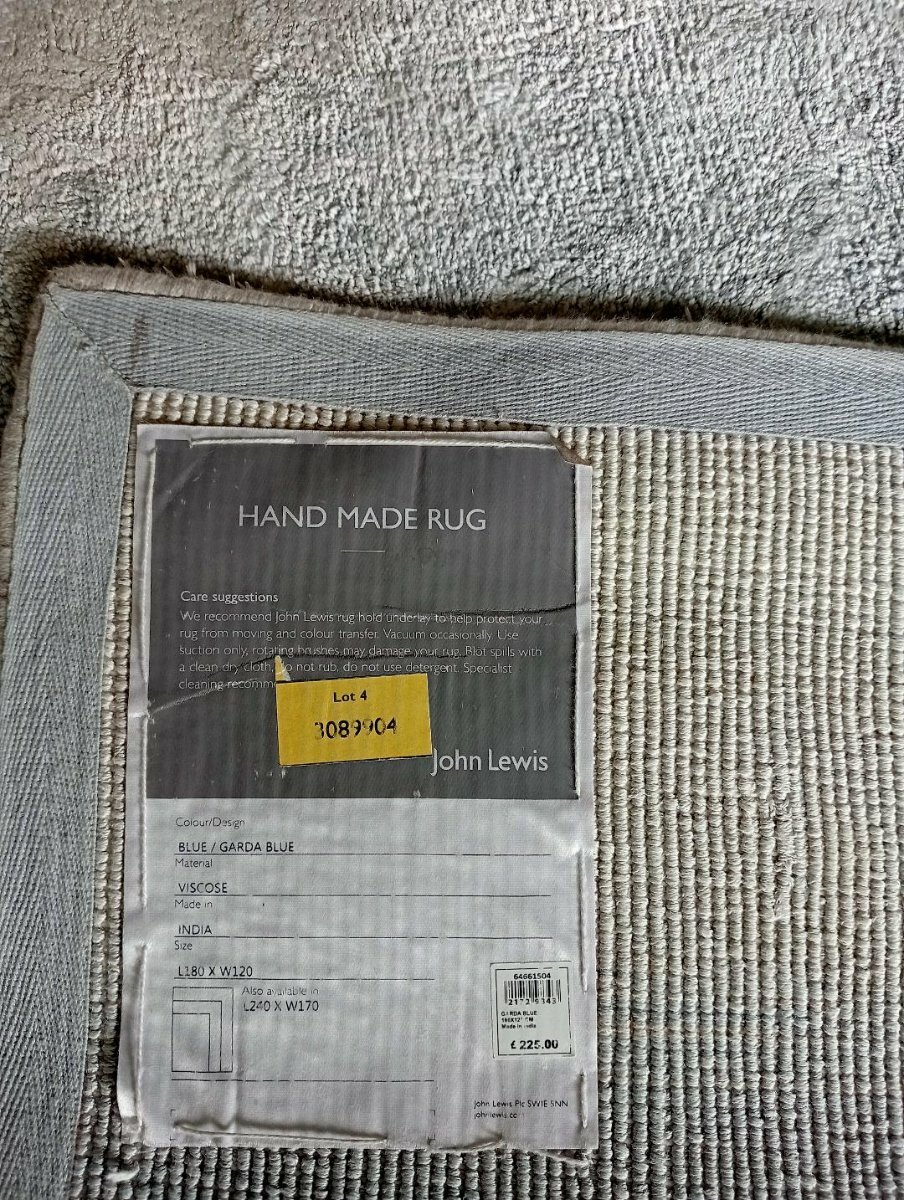 HAND MADE RUG
Care suggestions
We recommend John Lewis rug hold underlay to help protect your
rug from moving and colour transfer. Vacuum occasionally. Use
suction only, rotating brushes may damage your rug. Blot spills with
a clean dry cloth, do not rub, do not use detergent. Specialist
cleaning recomm
Lot 4
3089904
John Lewis
Colour/Design
BLUE / GARDA BLUE
Material
VISCOSE
Made in
INDIA
Size
L180 X W120
Also available in
L240 X W170
64661504
GARDA BLUE
Made in India
£ 225.00
John Lewis Plc SW1E 5NN
johnlewis.com